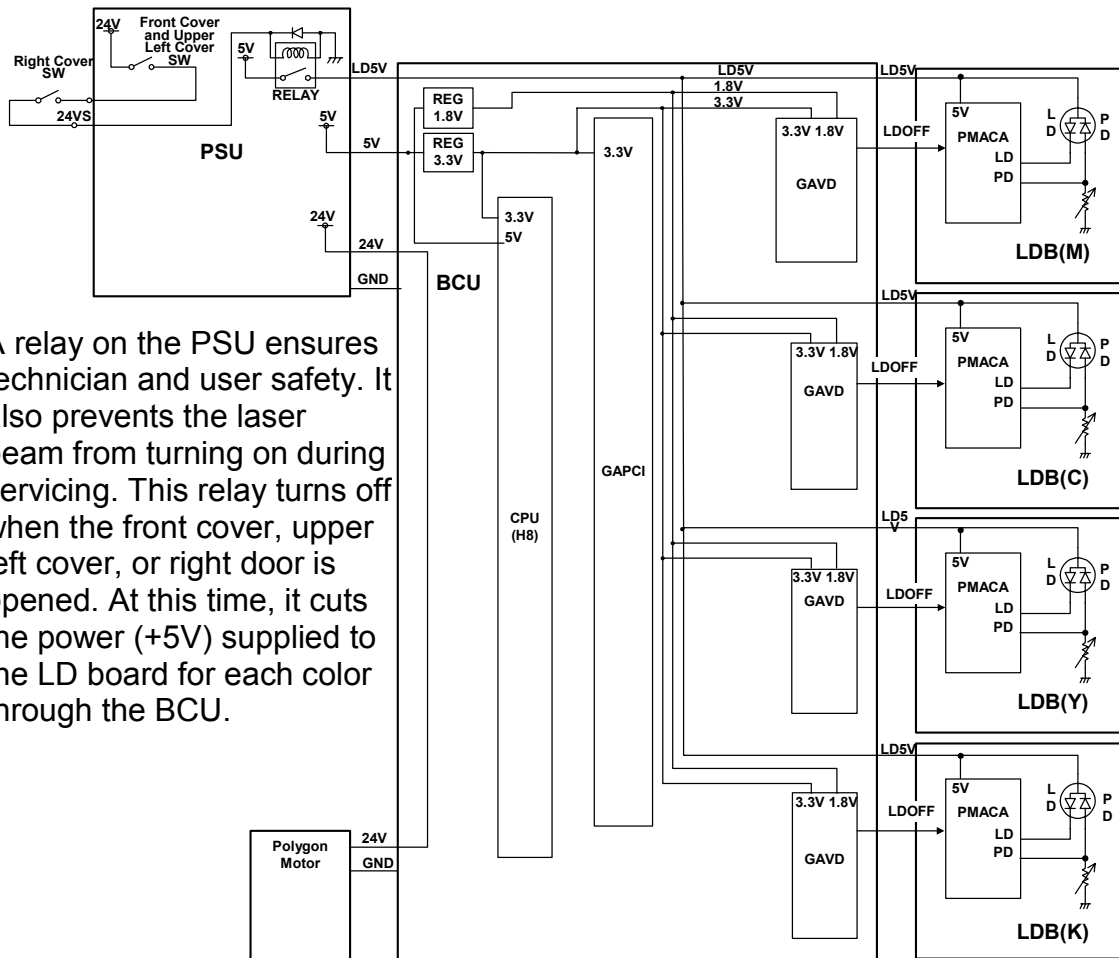 24V
Front Cover
and Upper
Left Cover
SW
Right Cover
SW
5V
RELAY
24VS
LD5V
5V
5V
PSU
24V
24V
GND
BCU
REG
1.8V
REG
3.3V
LD5V
1.8V
3.3V
3.3V
GAPCI
3.3V
5V
CPU
(H8)
3.3V 1.8V
GAVD
LDOFF
LD5V
5V
PMACA
LD
PD
L
D
P
D
LDB(M)
3.3V 1.8V
GAVD
LDOFF
LD5V
5V
PMACA
LD
PD
L
D
P
D
LDB(C)
3.3V 1.8V
GAVD
LDOFF
LD5
V
5V
PMACA
LD
PD
L
D
P
D
LDB(Y)
3.3V 1.8V
GAVD
LDOFF
LD5V
5V
PMACA
LD
PD
L
D
P
D
LDB(K)
A relay on the PSU ensures
technician and user safety. It
also prevents the laser
beam from turning on during
servicing. This relay turns off
when the front cover, upper
left cover, or right door is
opened. At this time, it cuts
the power (+5V) supplied to
the LD board for each color
through the BCU.
Polygon
Motor
24V
GND